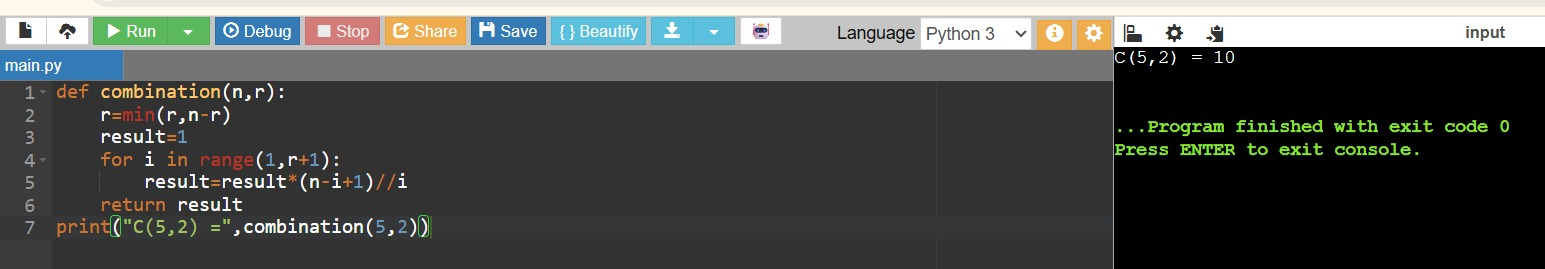 Run Debug Stop Share Save { } Beautify Language Python 3 input
main.py
1 def combination(n,r):
2     r=min(r,n-r)
3     result=1
4     for i in range(1,r+1):
5         result=result*(n-i+1)//i
6     return result
7 print("C(5,2) =",combination(5,2))
C(5,2) = 10
...Program finished with exit code 0
Press ENTER to exit console.